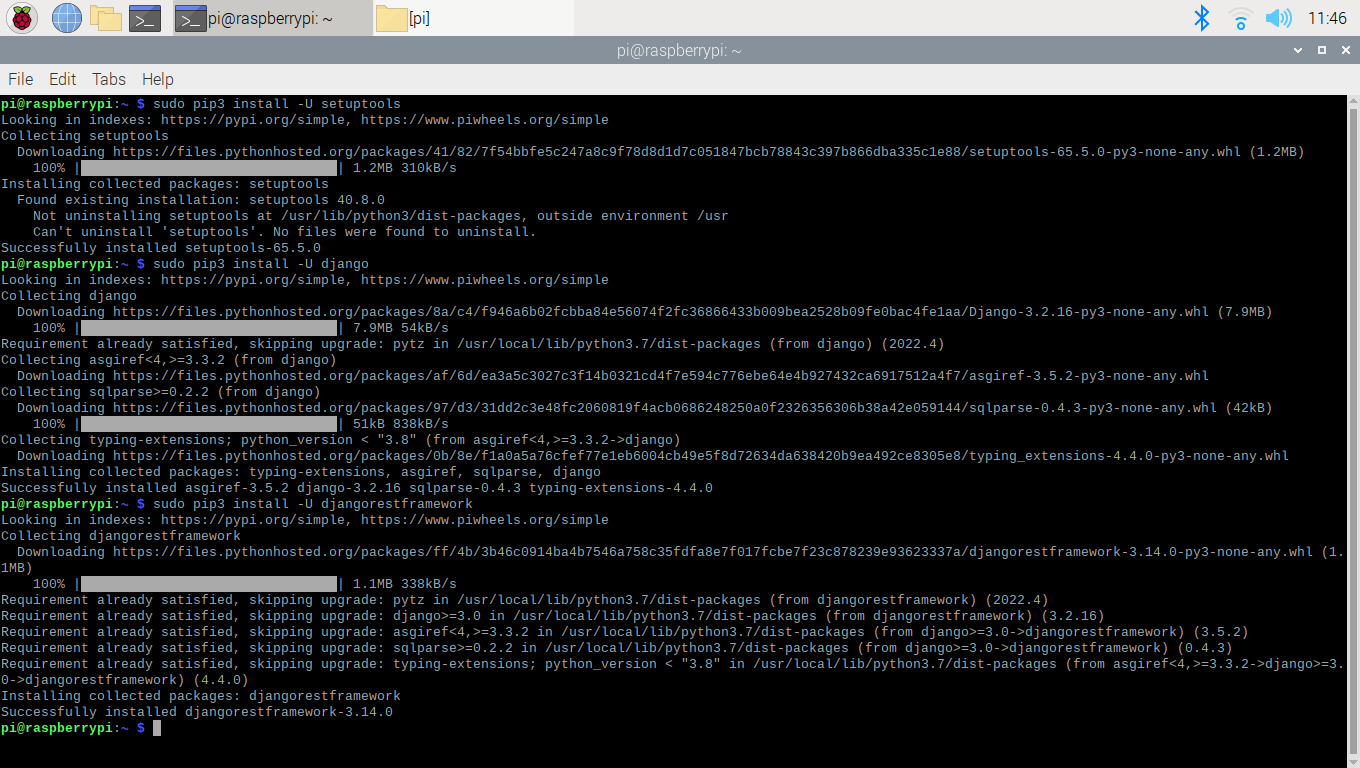 pi@raspberrypi: ~
[pi]
11:46
pi@raspberrypi: ~
File Edit Tabs Help
pi@raspberrypi:~ $ sudo pip3 install -U setuptools
Looking in indexes: https://pypi.org/simple, https://www.piwheels.org/simple
Collecting setuptools
  Downloading https://files.pythonhosted.org/packages/41/82/7f54bbfe5c247a8c9f78d8d1d7c051847bcb78843c397b866dba335c1e88/setuptools-65.5.0-py3-none-any.whl (1.2MB)
    100% |████████████████████████████████| 1.2MB 310kB/s
Installing collected packages: setuptools
  Found existing installation: setuptools 40.8.0
    Not uninstalling setuptools at /usr/lib/python3/dist-packages, outside environment /usr
    Can't uninstall 'setuptools'. No files were found to uninstall.
Successfully installed setuptools-65.5.0
pi@raspberrypi:~ $ sudo pip3 install -U django
Looking in indexes: https://pypi.org/simple, https://www.piwheels.org/simple
Collecting django
  Downloading https://files.pythonhosted.org/packages/8a/c4/f946a6b02fcbba84e56074f2fc36866433b009bea2528b09fe0bac4fe1aa/Django-3.2.16-py3-none-any.whl (7.9MB)
    100% |████████████████████████████████| 7.9MB 54kB/s
Requirement already satisfied, skipping upgrade: pytz in /usr/local/lib/python3.7/dist-packages (from django) (2022.4)
Collecting asgiref<4,>=3.3.2 (from django)
  Downloading https://files.pythonhosted.org/packages/af/6d/ea3a5c3027c3f14b0321cd4f7e594c776ebe64e4b927432ca6917512a4f7/asgiref-3.5.2-py3-none-any.whl
Collecting sqlparse>=0.2.2 (from django)
  Downloading https://files.pythonhosted.org/packages/97/d3/31dd2c3e48fc2060819f4acb0686248250a0f2326356306b38a42e059144/sqlparse-0.4.3-py3-none-any.whl (42kB)
    100% |████████████████████████████████| 51kB 838kB/s
Collecting typing-extensions; python_version < "3.8" (from asgiref<4,>=3.3.2->django)
  Downloading https://files.pythonhosted.org/packages/0b/8e/f1a0a5a76cfef77e1eb6004cb49e5f8d72634da638420b9ea492ce8305e8/typing_extensions-4.4.0-py3-none-any.whl
Installing collected packages: typing-extensions, asgiref, sqlparse, django
Successfully installed asgiref-3.5.2 django-3.2.16 sqlparse-0.4.3 typing-extensions-4.4.0
pi@raspberrypi:~ $ sudo pip3 install -U djangorestframework
Looking in indexes: https://pypi.org/simple, https://www.piwheels.org/simple
Collecting djangorestframework
  Downloading https://files.pythonhosted.org/packages/ff/4b/3b46c0914ba4b7546a758c35fdfa8e7f017fcbe7f23c878239e93623337a/djangorestframework-3.14.0-py3-none-any.whl (1.
1MB)
    100% |████████████████████████████████| 1.1MB 338kB/s
Requirement already satisfied, skipping upgrade: pytz in /usr/local/lib/python3.7/dist-packages (from djangorestframework) (2022.4)
Requirement already satisfied, skipping upgrade: django>=3.0 in /usr/local/lib/python3.7/dist-packages (from djangorestframework) (3.2.16)
Requirement already satisfied, skipping upgrade: asgiref<4,>=3.3.2 in /usr/local/lib/python3.7/dist-packages (from django>=3.0->djangorestframework) (3.5.2)
Requirement already satisfied, skipping upgrade: sqlparse>=0.2.2 in /usr/local/lib/python3.7/dist-packages (from django>=3.0->djangorestframework) (0.4.3)
Requirement already satisfied, skipping upgrade: typing-extensions; python_version < "3.8" in /usr/local/lib/python3.7/dist-packages (from asgiref<4,>=3.3.2->django>=3.
0->djangorestframework) (4.4.0)
Installing collected packages: djangorestframework
Successfully installed djangorestframework-3.14.0
pi@raspberrypi:~ $